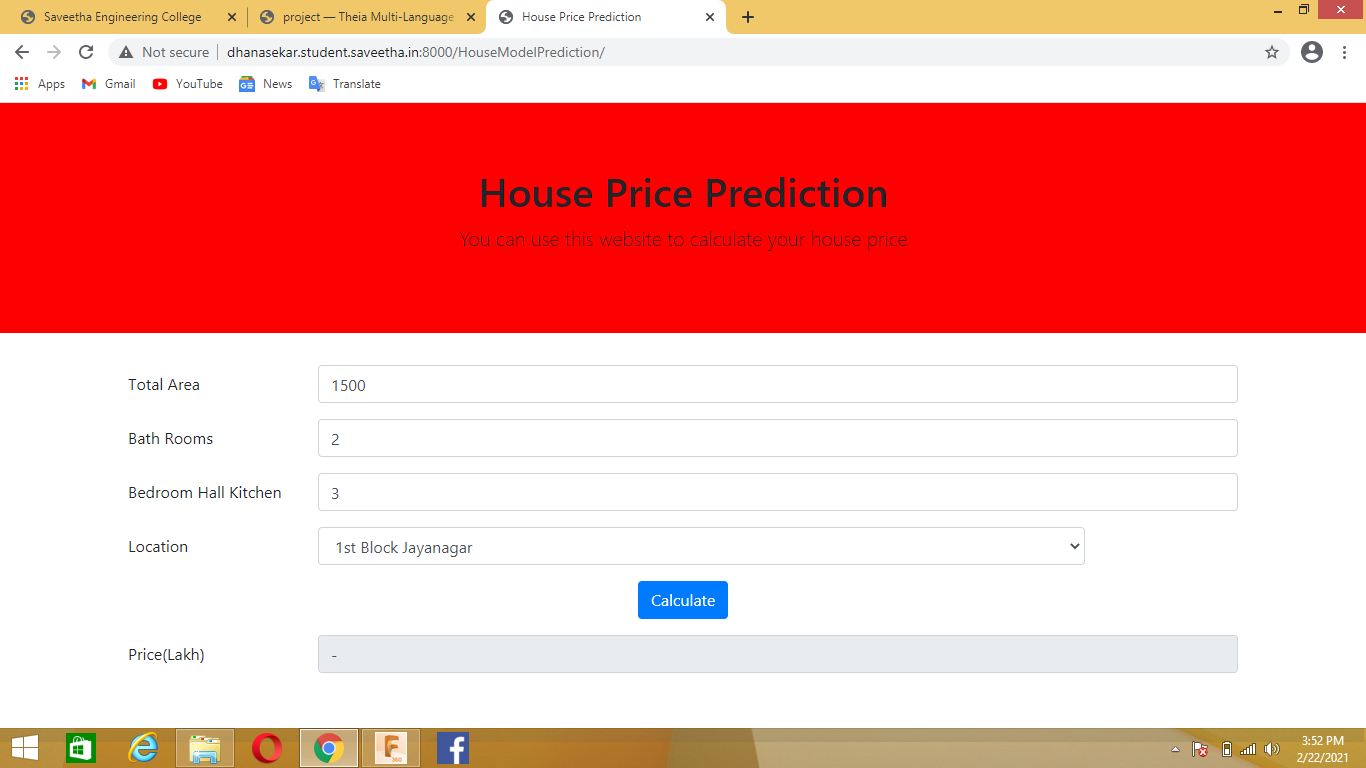 Saveetha Engineering College
project — Theia Multi-Language
House Price Prediction
Not secure
dhanasekar.student.saveetha.in:8000/HouseModelPrediction/
Apps
Gmail
YouTube
News
Translate
House Price Prediction
You can use this website to calculate your house price
Total Area
1500
Bath Rooms
2
Bedroom Hall Kitchen
3
Location
1st Block Jayanagar
Calculate
Price(Lakh)
-
3:52 PM
2/22/2021